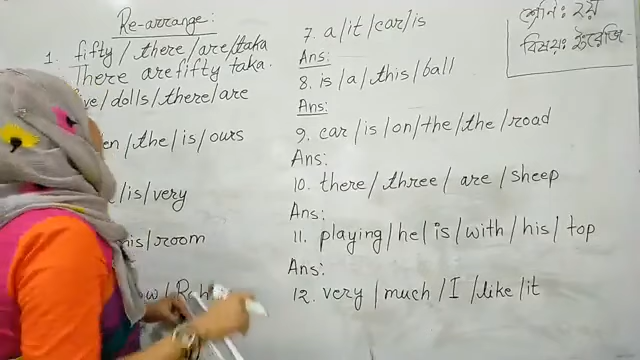 Re-arrange:
1. fifty/there/are/taka
There are fifty taka.
/dolls/there/are
/the/is/ours
/is/very
/room
7. a/it/car/is
Ans:
8. is/a/this/ball
Ans:
9. car/is/on/the/the/road
Ans:
10. there/three/are/sheep
Ans:
11. playing/he/is/with/his/top
Ans:
12. very/much/I/like/it
শ্রেণি: ২য়
বিষয়: ইংরেজি